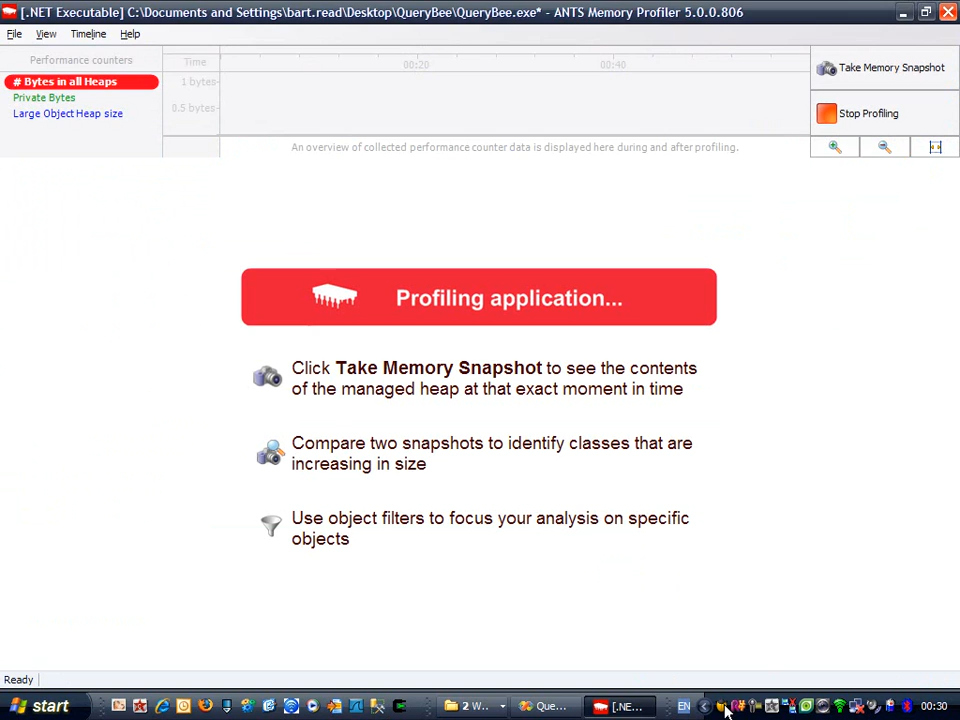 [.NET Executable] C:\Documents and Settings\bart.read\Desktop\QueryBee\QueryBee.exe* - ANTS Memory Profiler 5.0.0.806
File View Timeline Help
Performance counters
# Bytes in all Heaps
Private Bytes
Large Object Heap size
Time 00:20 00:40
1 bytes
0.5 bytes
An overview of collected performance counter data is displayed here during and after profiling.
Take Memory Snapshot
Stop Profiling
Profiling application...
Click Take Memory Snapshot to see the contents
of the managed heap at that exact moment in time
Compare two snapshots to identify classes that are
increasing in size
Use object filters to focus your analysis on specific
objects
Ready
start 2 W... Que... [.NE... EN 00:30